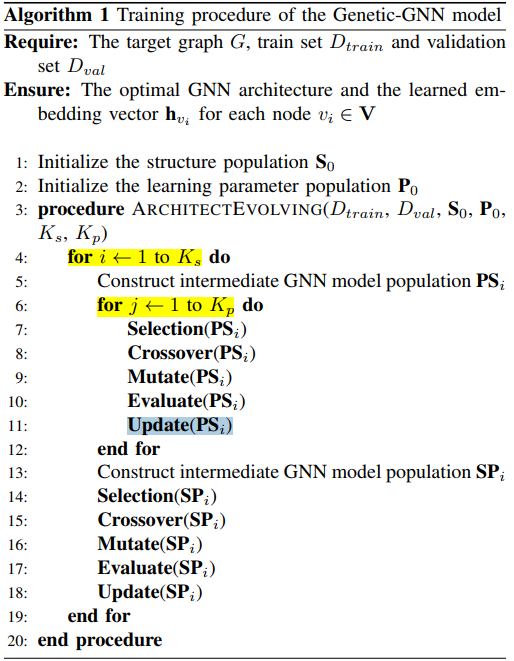 Algorithm 1 Training procedure of the Genetic-GNN model
Require: The target graph G, train set D_train and validation
set D_val
Ensure: The optimal GNN architecture and the learned em-
bedding vector h_{v_i} for each node v_i ∈ V
1: Initialize the structure population S_0
2: Initialize the learning parameter population P_0
3: procedure ARCHITECTEVOLVING(D_train, D_val, S_0, P_0,
K_s, K_p)
4: for i ← 1 to K_s do
5: Construct intermediate GNN model population PS_i
6: for j ← 1 to K_p do
7: Selection(PS_i)
8: Crossover(PS_i)
9: Mutate(PS_i)
10: Evaluate(PS_i)
11: Update(PS_i)
12: end for
13: Construct intermediate GNN model population SP_i
14: Selection(SP_i)
15: Crossover(SP_i)
16: Mutate(SP_i)
17: Evaluate(SP_i)
18: Update(SP_i)
19: end for
20: end procedure